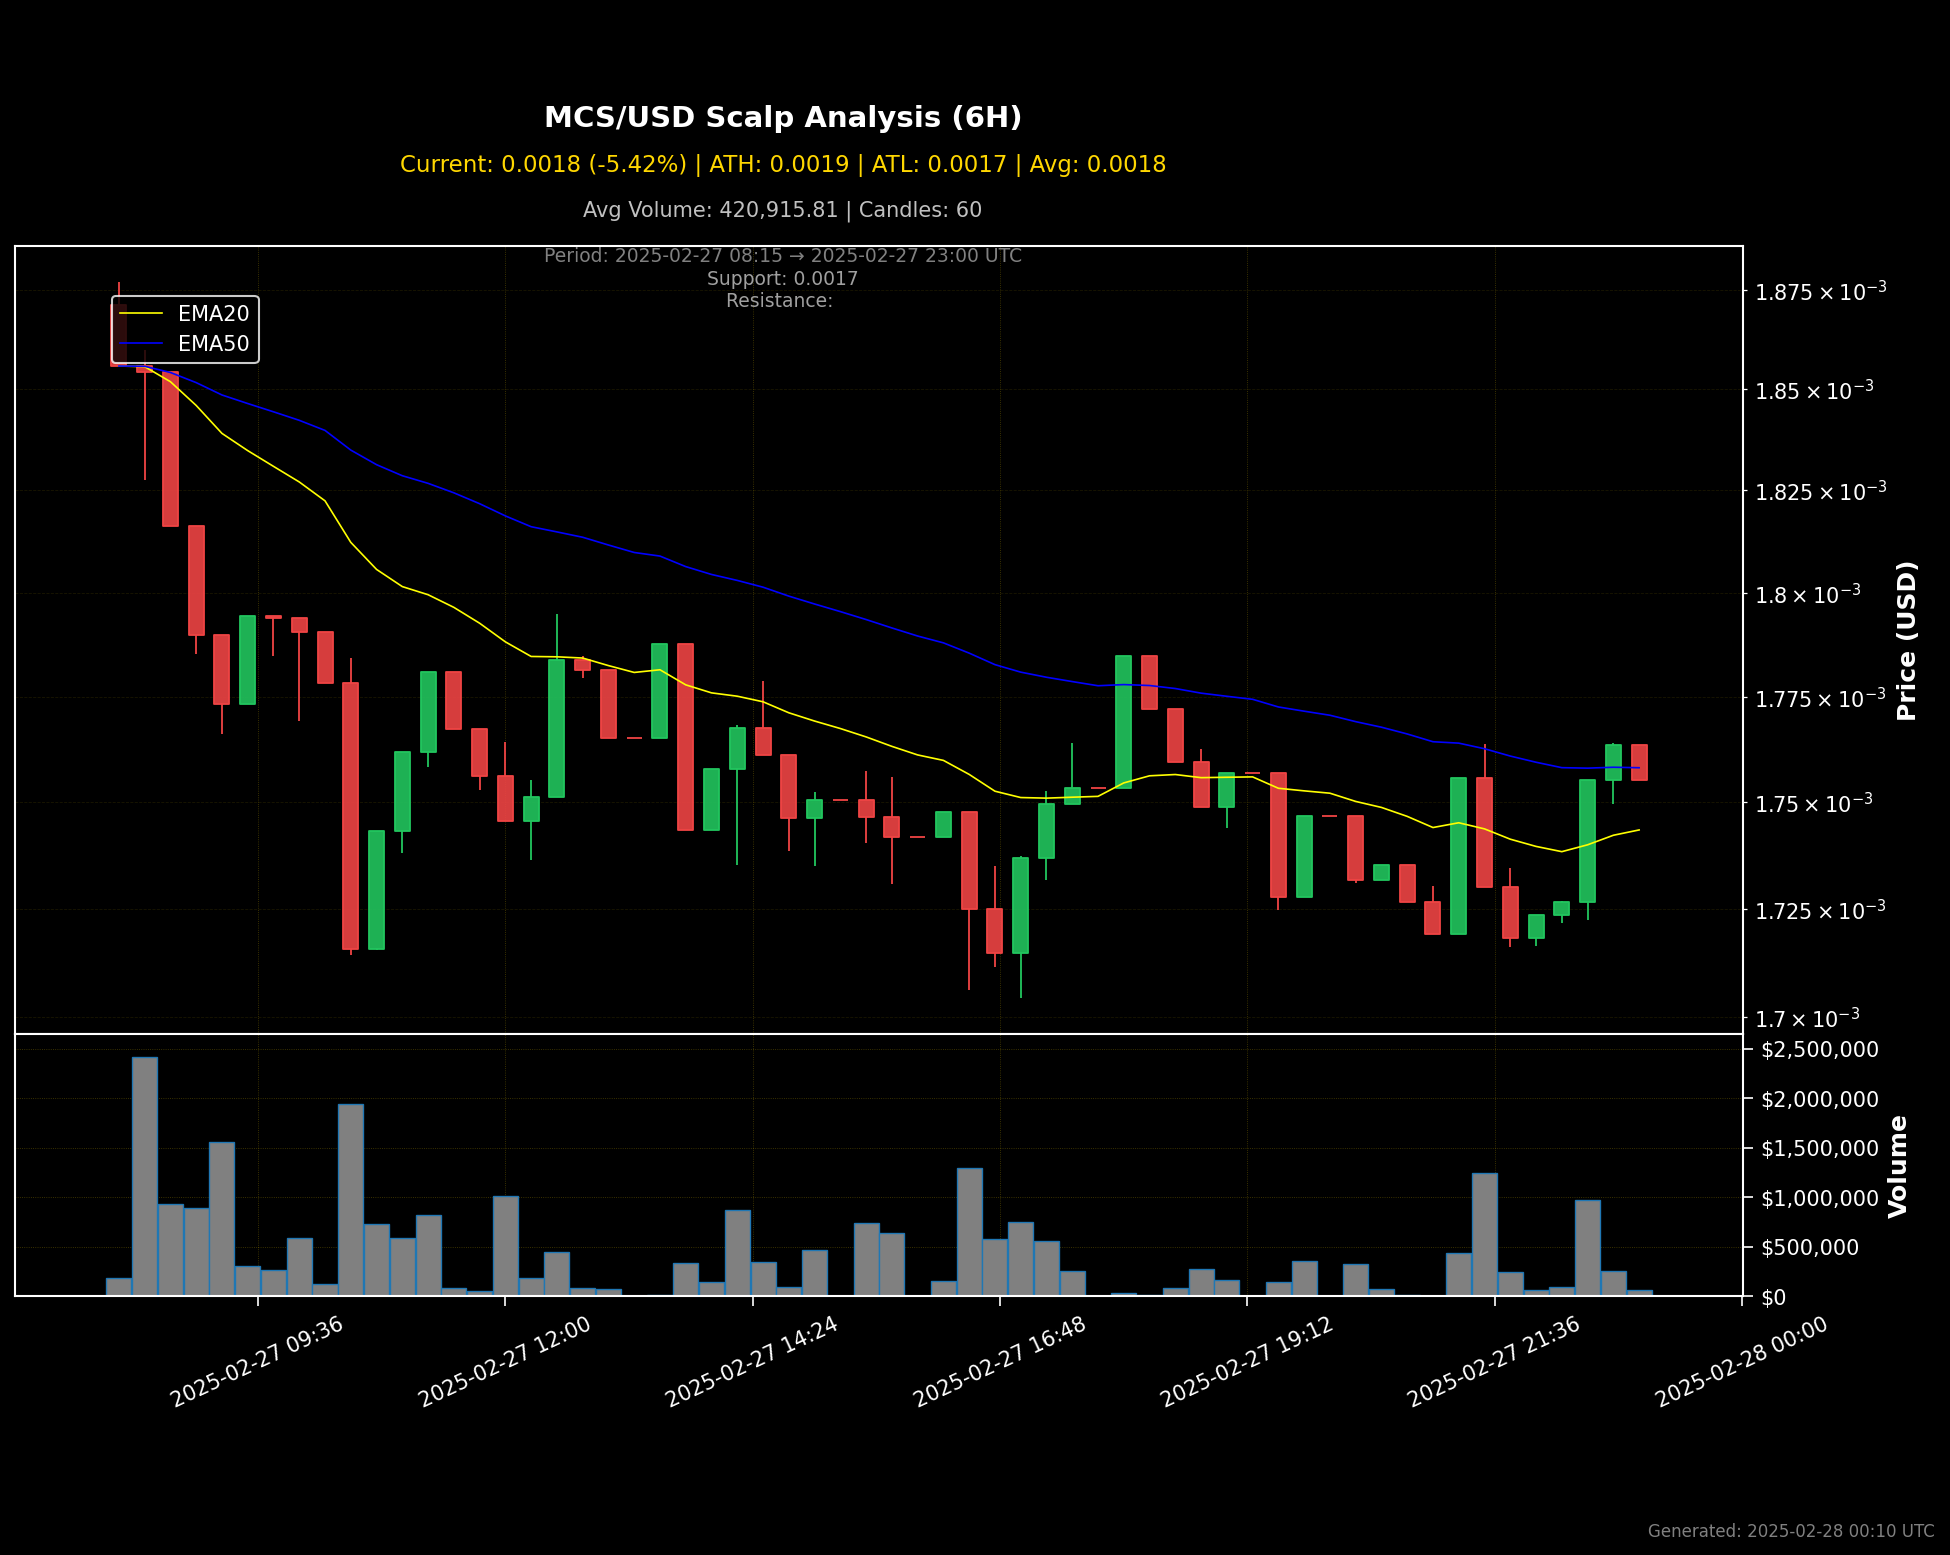 MCS/USD Scalp Analysis (6H)
Current: 0.0018 (-5.42%) | ATH: 0.0019 | ATL: 0.0017 | Avg: 0.0018
Avg Volume: 420,915.81 | Candles: 60
Period: 2025-02-27 08:15 → 2025-02-27 23:00 UTC
Support: 0.0017
Resistance:
EMA20
EMA50
1.875 × 10⁻³
1.85 × 10⁻³
1.825 × 10⁻³
1.8 × 10⁻³
1.775 × 10⁻³
1.75 × 10⁻³
1.725 × 10⁻³
1.7 × 10⁻³
Price (USD)
$2,500,000
$2,000,000
$1,500,000
$1,000,000
$500,000
$0
Volume
2025-02-27 09:36
2025-02-27 12:00
2025-02-27 14:24
2025-02-27 16:48
2025-02-27 19:12
2025-02-27 21:36
2025-02-28 00:00
Generated: 2025-02-28 00:10 UTC